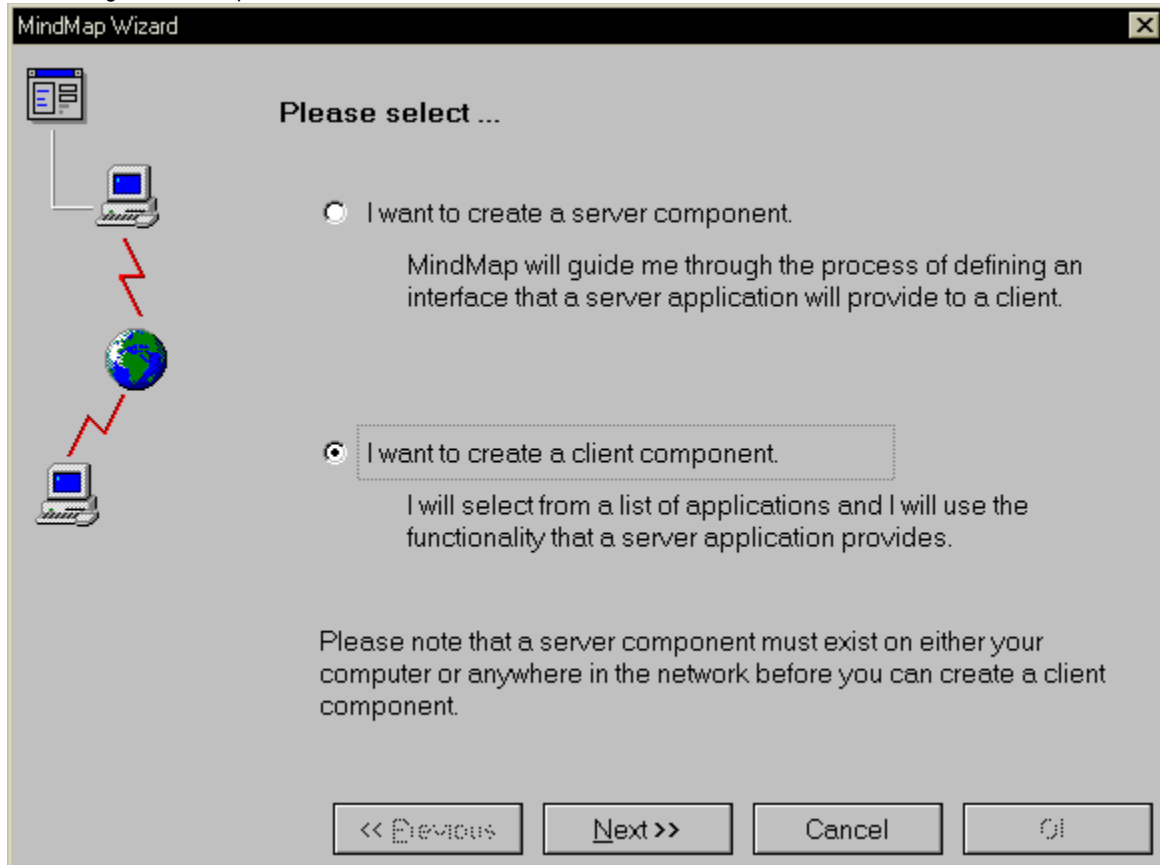 MindMap Wizard
Please select ...
I want to create a server component.
MindMap will guide me through the process of defining an
interface that a server application will provide to a client.
I want to create a client component.
I will select from a list of applications and I will use the
functionality that a server application provides.
Please note that a server component must exist on either your
computer or anywhere in the network before you can create a client
component.
<< Previous Next >> Cancel